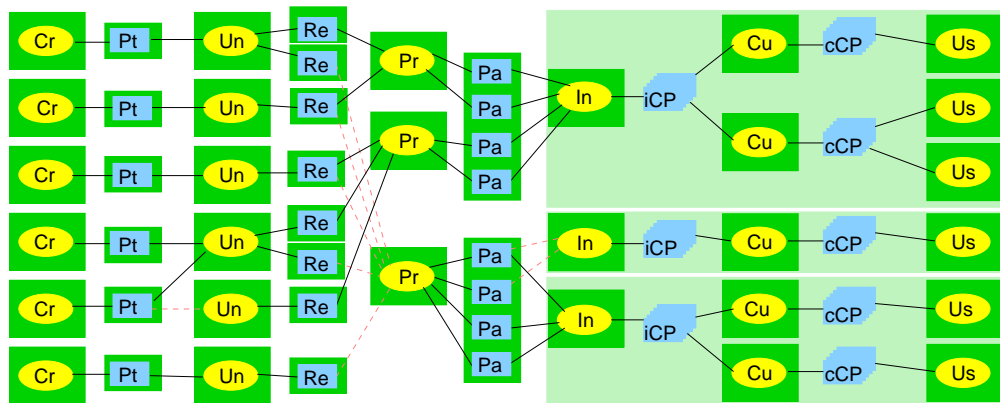 Cr Pt Un Re Pr Pa In iCP Cu cCP Us
Re
Pa
Cr Pt Un Re Us
Cu cCP
Pr Pa
Cr Pt Un Re Pa Us
Cr Pt Un Re In iCP Cu cCP Us
Re Pr Pa
Pa
Cr Pt Un Re Pa In iCP Cu cCP Us
Pa
Cr Pt Un Re Cu cCP Us